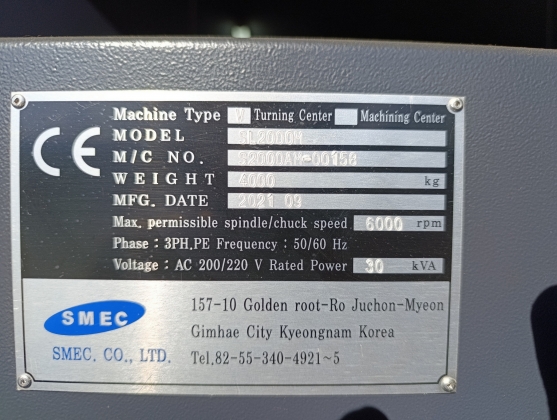 Machine Type V Turning Center Machining Center
CE
MODEL SL2000M
M/C NO.
WEIGHT 4000 kg
MFG. DATE 2021 09
Max. permissible spindle/chuck speed 6000 rpm
Phase : 3PH,PE Frequency : 50/60 Hz
Voltage : AC 200/220 V Rated Power 30 kVA
SMEC
SMEC. CO., LTD.
157-10 Golden root-Ro Juchon-Myeon
Gimhae City Kyeongnam Korea
Tel.82-55-340-4921~5